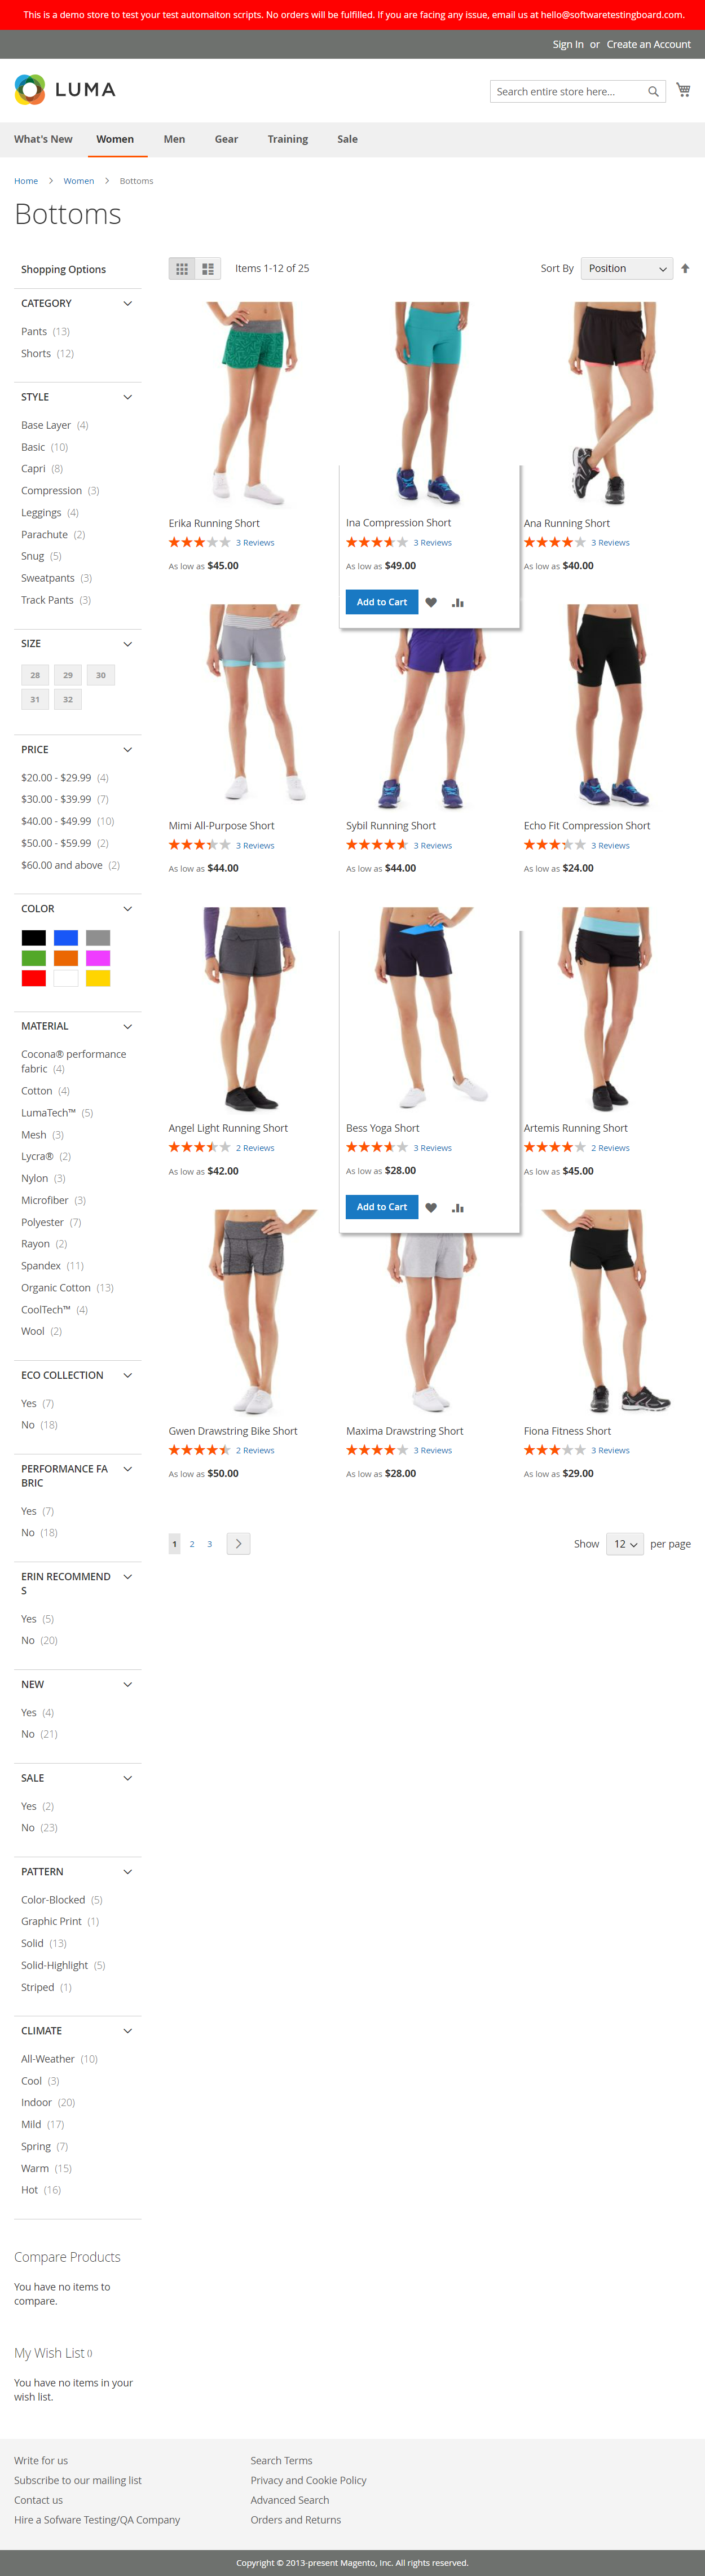 This is a demo store to test your test automaiton scripts. No orders will be fulfilled. If you are facing any issue, email us at hello@softwaretestingboard.com.
Sign In or Create an Account
LUMA
Search entire store here...
What's New Women Men Gear Training Sale
Home > Women > Bottoms
Bottoms
Shopping Options
CATEGORY
Pants (13)
Shorts (12)
STYLE
Base Layer (4)
Basic (10)
Capri (8)
Compression (3)
Leggings (4)
Parachute (2)
Snug (5)
Sweatpants (3)
Track Pants (3)
SIZE
28 29 30
31 32
PRICE
$20.00 - $29.99 (4)
$30.00 - $39.99 (7)
$40.00 - $49.99 (10)
$50.00 - $59.99 (2)
$60.00 and above (2)
COLOR
MATERIAL
Cocona® performance
fabric (4)
Cotton (4)
LumaTech™ (5)
Mesh (3)
Lycra® (2)
Nylon (3)
Microfiber (3)
Polyester (7)
Rayon (2)
Spandex (11)
Organic Cotton (13)
CoolTech™ (4)
Wool (2)
ECO COLLECTION
Yes (7)
No (18)
PERFORMANCE FA
BRIC
Yes (7)
No (18)
ERIN RECOMMEND
S
Yes (5)
No (20)
NEW
Yes (4)
No (21)
SALE
Yes (2)
No (23)
PATTERN
Color-Blocked (5)
Graphic Print (1)
Solid (13)
Solid-Highlight (5)
Striped (1)
CLIMATE
All-Weather (10)
Cool (3)
Indoor (20)
Mild (17)
Spring (7)
Warm (15)
Hot (16)
Compare Products
You have no items to
compare.
My Wish List ()
You have no items in your
wish list.
Items 1-12 of 25
Sort By Position
Erika Running Short
3 Reviews
As low as $45.00
Ina Compression Short
3 Reviews
As low as $49.00
Add to Cart
Ana Running Short
3 Reviews
As low as $40.00
Mimi All-Purpose Short
3 Reviews
As low as $44.00
Sybil Running Short
3 Reviews
As low as $44.00
Echo Fit Compression Short
3 Reviews
As low as $24.00
Angel Light Running Short
2 Reviews
As low as $42.00
Bess Yoga Short
3 Reviews
As low as $28.00
Add to Cart
Artemis Running Short
2 Reviews
As low as $45.00
Gwen Drawstring Bike Short
2 Reviews
As low as $50.00
Maxima Drawstring Short
3 Reviews
As low as $28.00
Fiona Fitness Short
3 Reviews
As low as $29.00
1 2 3
Show 12 per page
Write for us
Subscribe to our mailing list
Contact us
Hire a Sofware Testing/QA Company
Search Terms
Privacy and Cookie Policy
Advanced Search
Orders and Returns
Copyright © 2013-present Magento, Inc. All rights reserved.